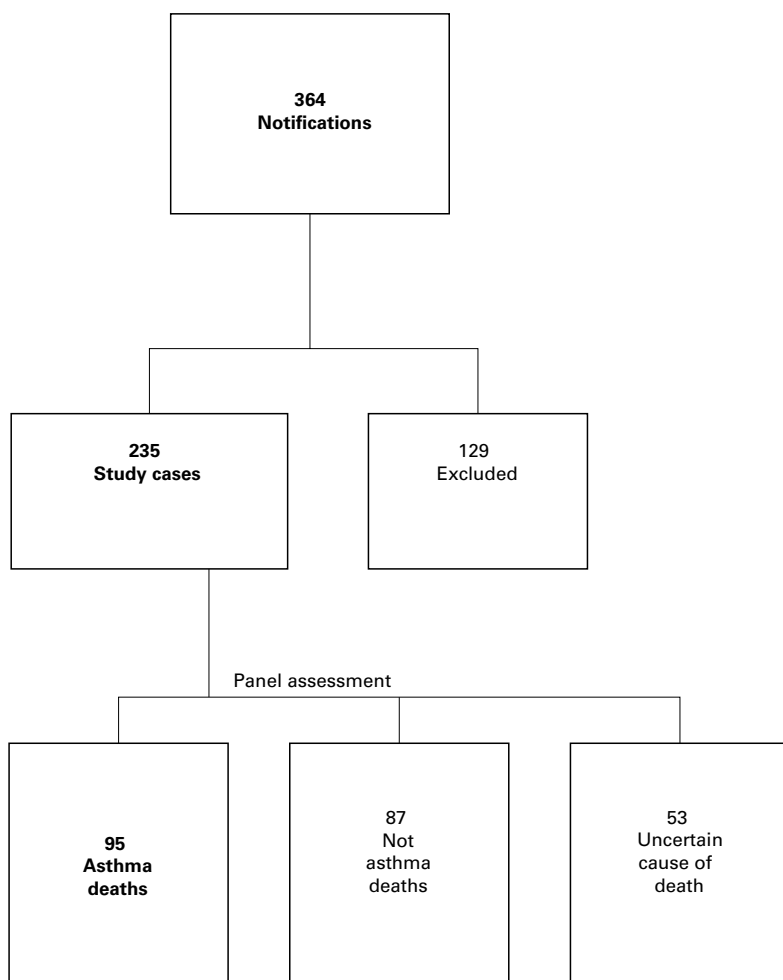 364
Notifications
235
Study cases
129
Excluded
Panel assessment
95
Asthma
deaths
87
Not
asthma
deaths
53
Uncertain
cause of
death